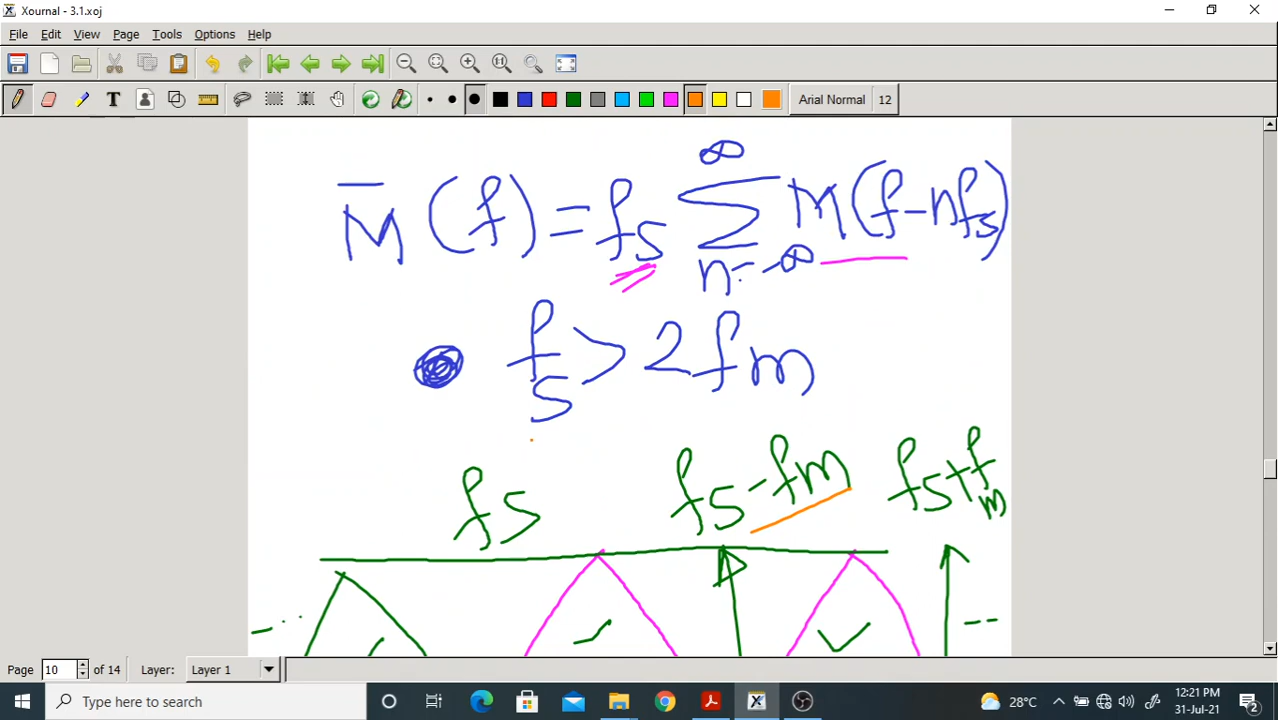 Xournal - 3.1.xoj
File Edit View Page Tools Options Help
Arial Normal 12
M̅ (f) = fs ∑ M(f-nfs)
∞
n=-∞
fs > 2fm
fs fs-fm fs+fm
Page 10 of 14 Layer: Layer 1
Type here to search
28°C
12:21 PM
31-Jul-21
2